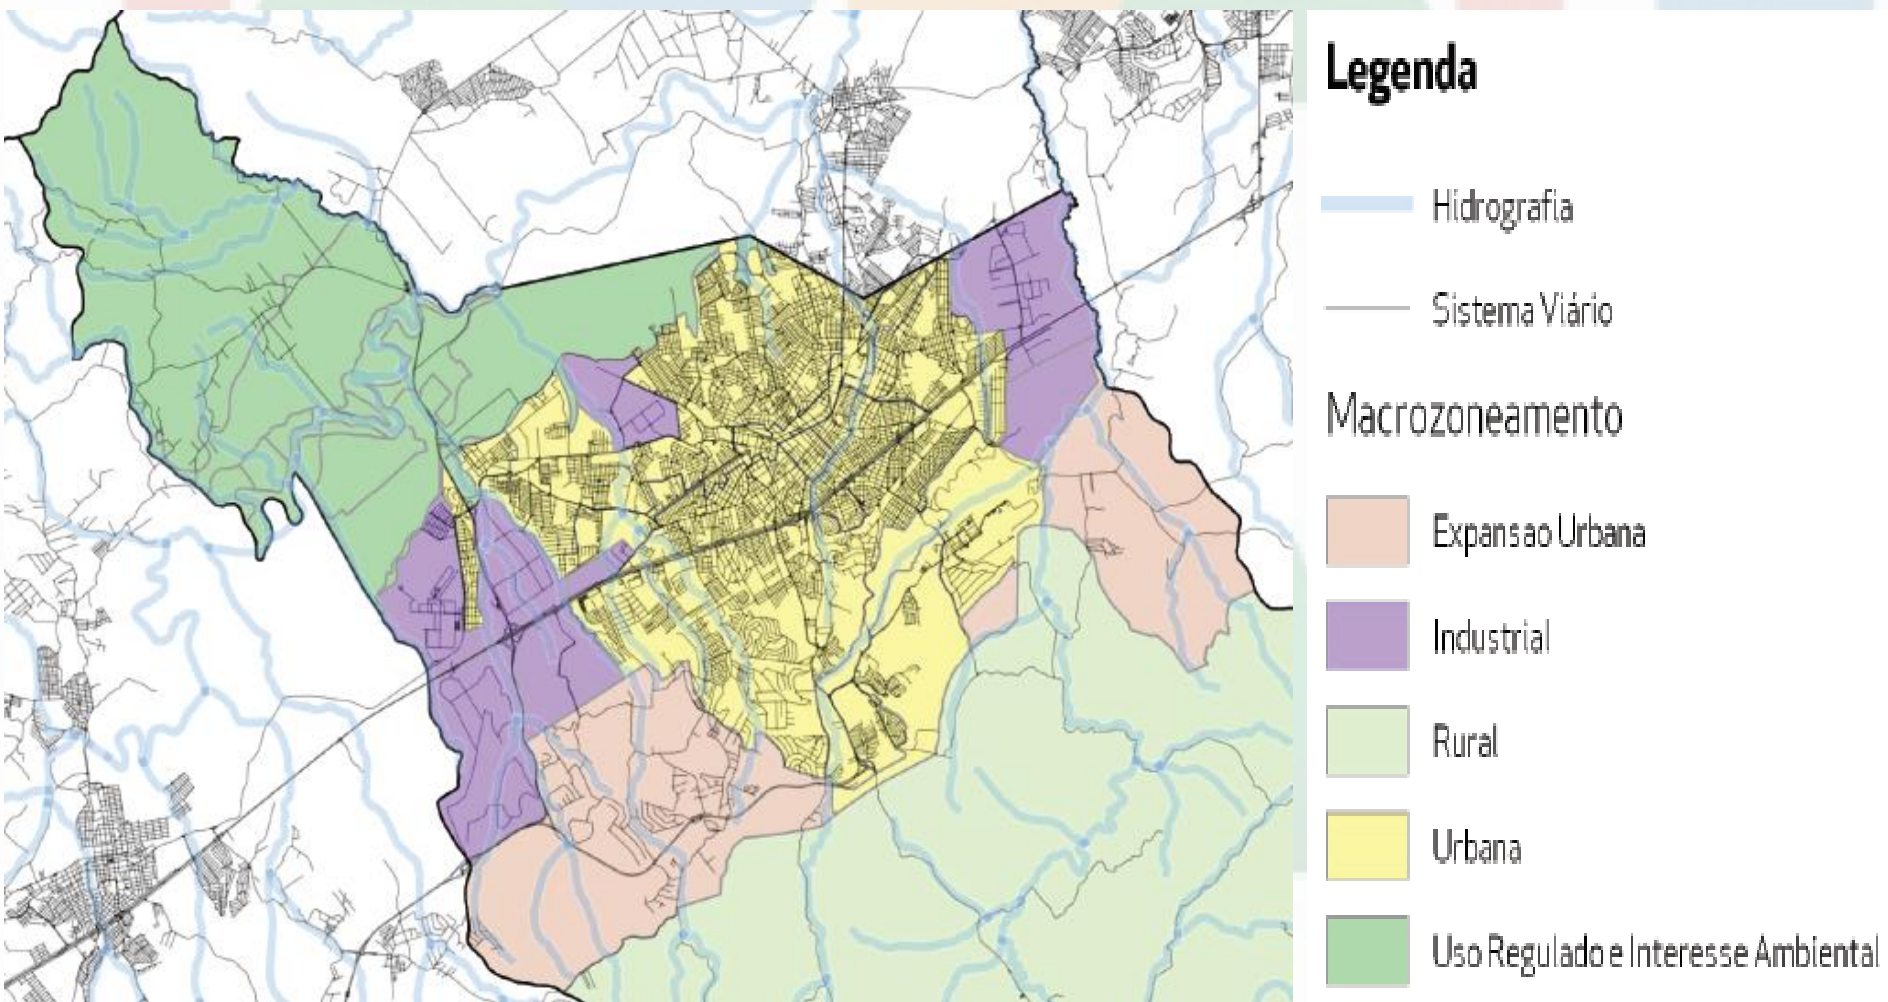 Legenda
Hidrografia
Sistema Viário
Macrozoneamento
Expansao Urbana
Industrial
Rural
Urbana
Uso Regulado e Interesse Ambiental